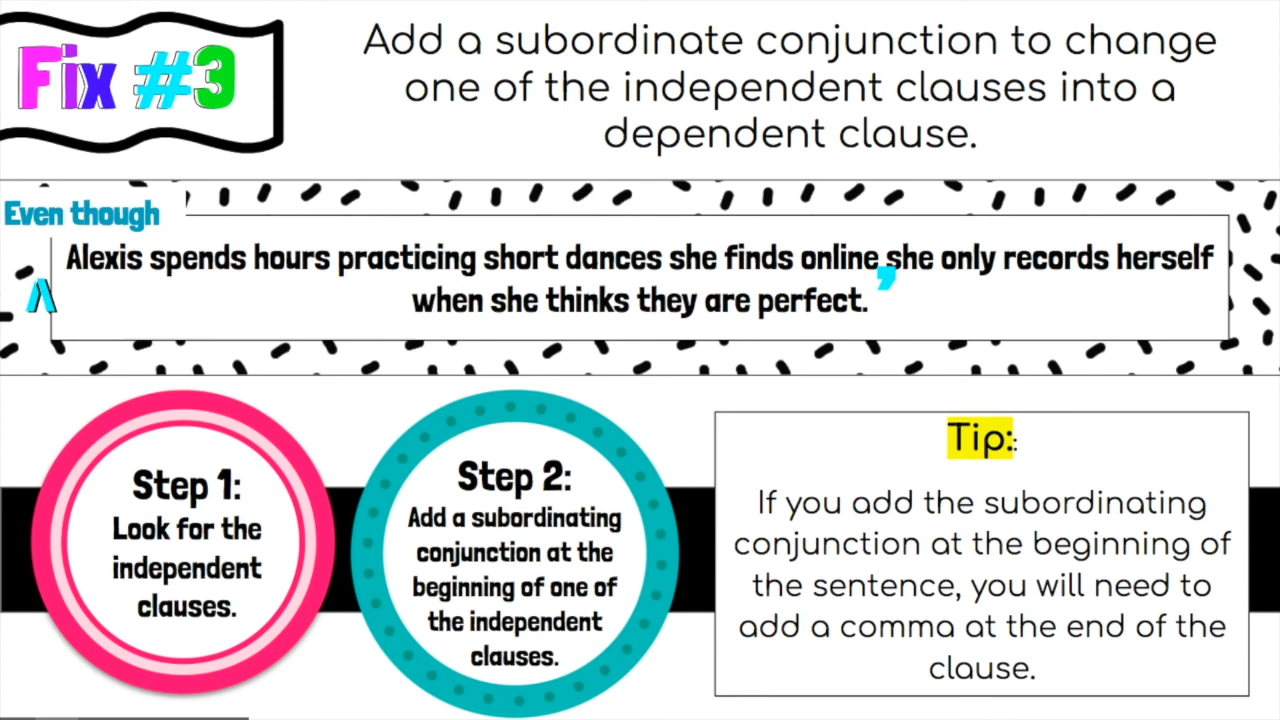 Fix #3
Add a subordinate conjunction to change
one of the independent clauses into a
dependent clause.
Even though
Alexis spends hours practicing short dances she finds online, she only records herself
^
when she thinks they are perfect.
Step 1:
Look for the
independent
clauses.
Step 2:
Add a subordinating
conjunction at the
beginning of one of
the independent
clauses.
Tip::
If you add the subordinating
conjunction at the beginning of
the sentence, you will need to
add a comma at the end of the
clause.